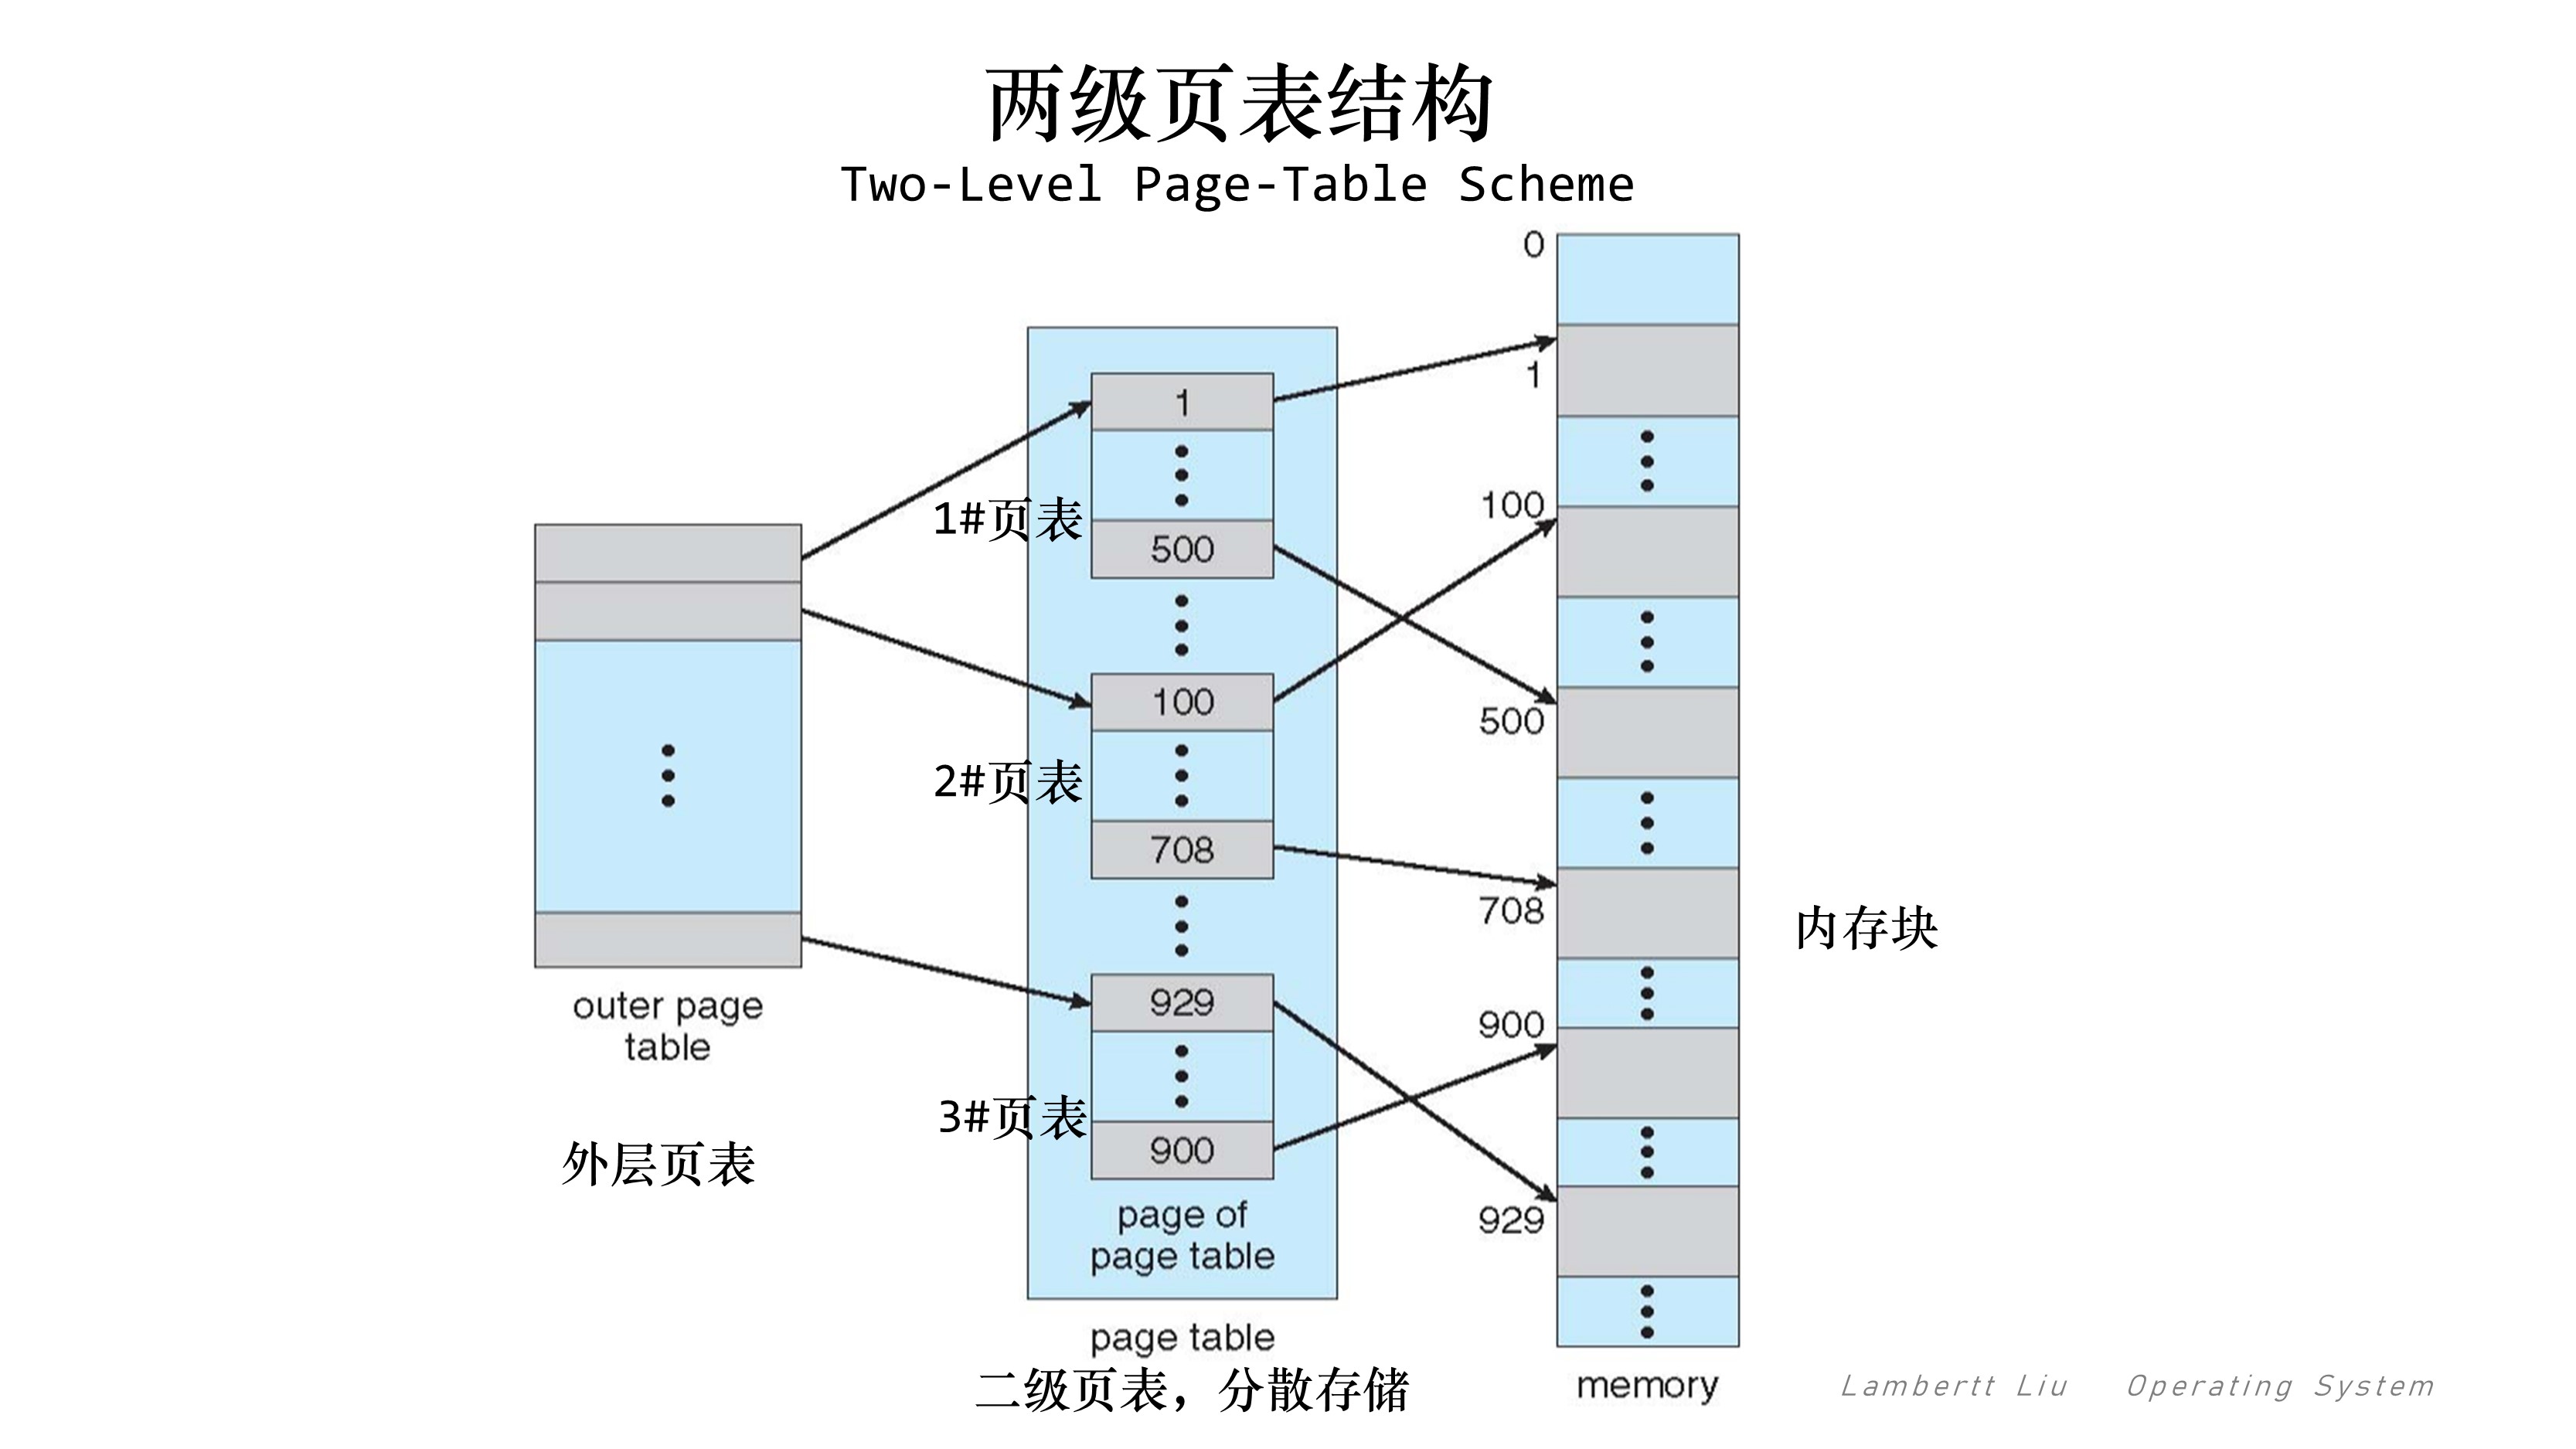 两级页表结构
Two-Level Page-Table Scheme
outer page
table
外层页表
1#页表
1
500
2#页表
100
708
3#页表
929
900
page of
page table
page table
二级页表，分散存储
0
1
100
500
708
900
929
memory
内存块
Lambertt Liu Operating System